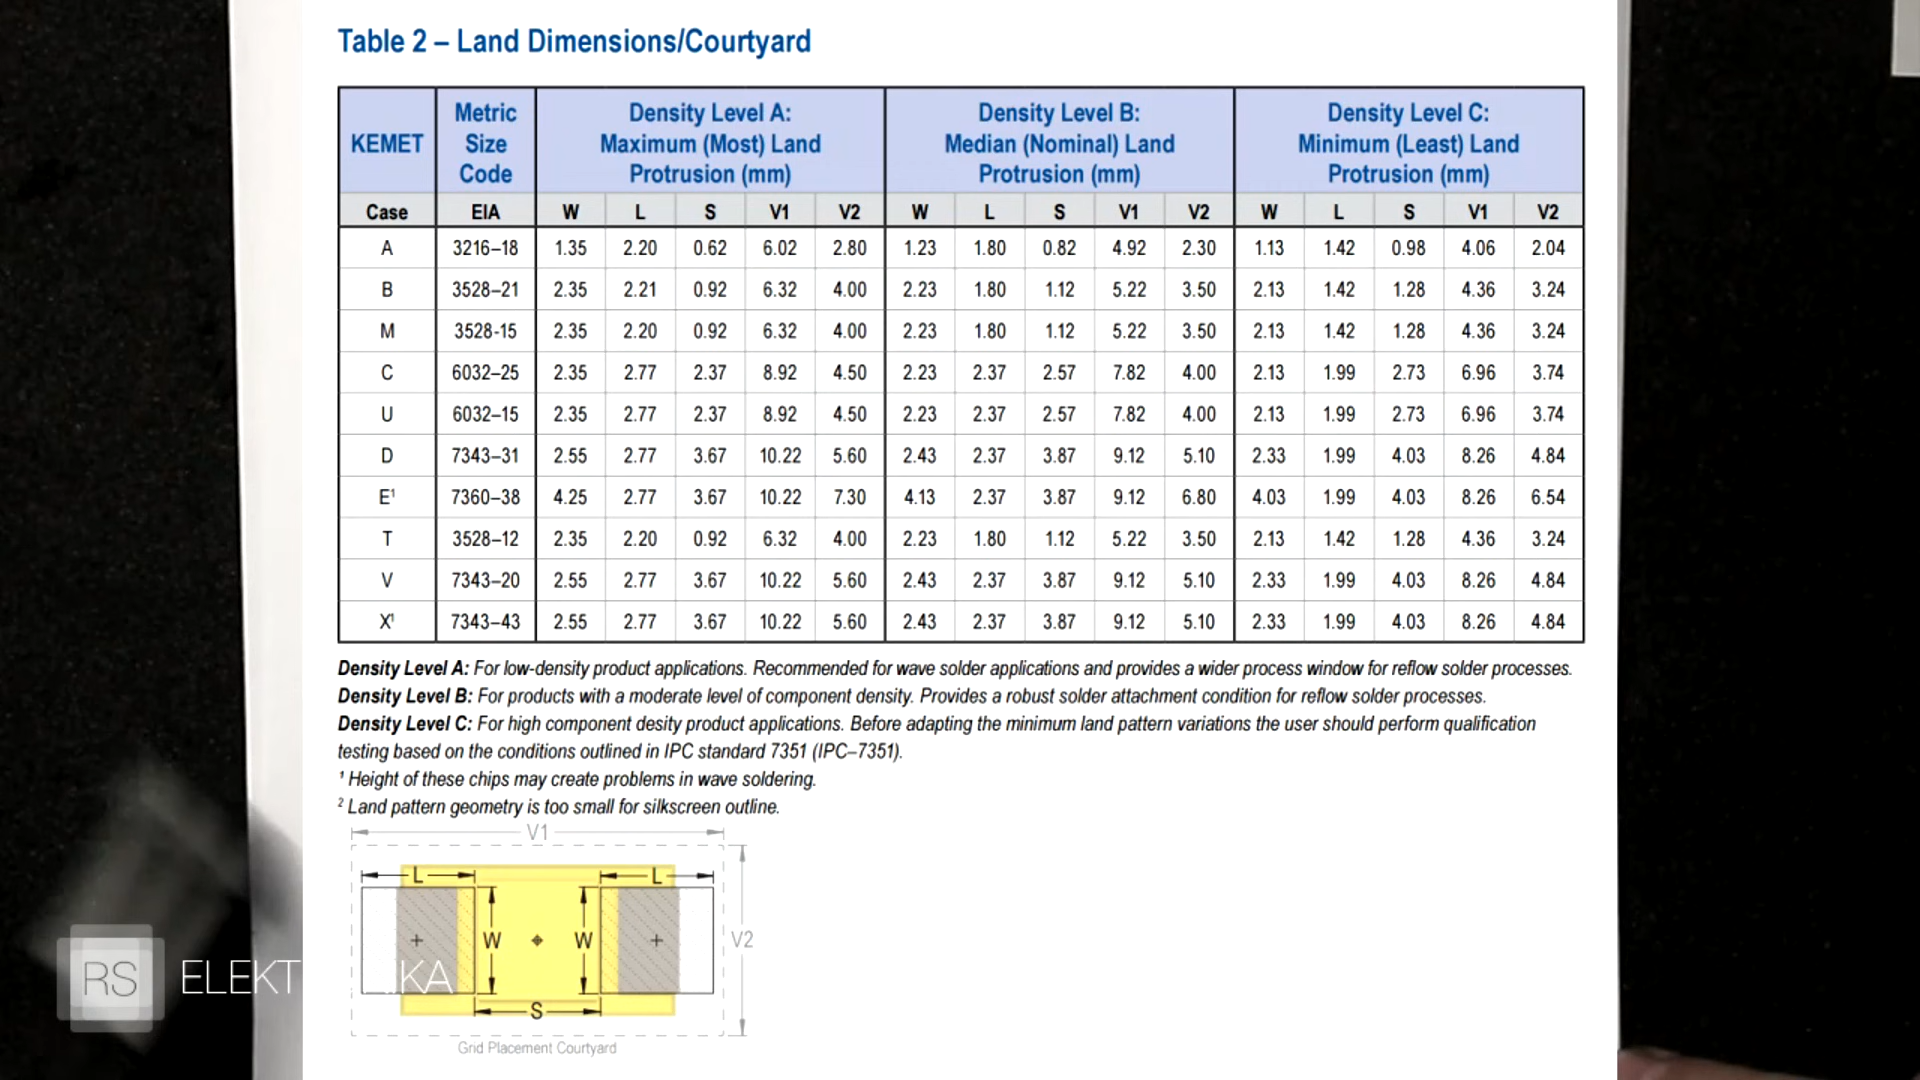 Table 2 – Land Dimensions/Courtyard
KEMET Metric Size Code Density Level A: Maximum (Most) Land Protrusion (mm) Density Level B: Median (Nominal) Land Protrusion (mm) Density Level C: Minimum (Least) Land Protrusion (mm)
Case EIA W L S V1 V2 W L S V1 V2 W L S V1 V2
A 3216–18 1.35 2.20 0.62 6.02 2.80 1.23 1.80 0.82 4.92 2.30 1.13 1.42 0.98 4.06 2.04
B 3528–21 2.35 2.21 0.92 6.32 4.00 2.23 1.80 1.12 5.22 3.50 2.13 1.42 1.28 4.36 3.24
M 3528-15 2.35 2.20 0.92 6.32 4.00 2.23 1.80 1.12 5.22 3.50 2.13 1.42 1.28 4.36 3.24
C 6032–25 2.35 2.77 2.37 8.92 4.50 2.23 2.37 2.57 7.82 4.00 2.13 1.99 2.73 6.96 3.74
U 6032–15 2.35 2.77 2.37 8.92 4.50 2.23 2.37 2.57 7.82 4.00 2.13 1.99 2.73 6.96 3.74
D 7343–31 2.55 2.77 3.67 10.22 5.60 2.43 2.37 3.87 9.12 5.10 2.33 1.99 4.03 8.26 4.84
E¹ 7360–38 4.25 2.77 3.67 10.22 7.30 4.13 2.37 3.87 9.12 6.80 4.03 1.99 4.03 8.26 6.54
T 3528–12 2.35 2.20 0.92 6.32 4.00 2.23 1.80 1.12 5.22 3.50 2.13 1.42 1.28 4.36 3.24
V 7343–20 2.55 2.77 3.67 10.22 5.60 2.43 2.37 3.87 9.12 5.10 2.33 1.99 4.03 8.26 4.84
X¹ 7343–43 2.55 2.77 3.67 10.22 5.60 2.43 2.37 3.87 9.12 5.10 2.33 1.99 4.03 8.26 4.84
Density Level A: For low-density product applications. Recommended for wave solder applications and provides a wider process window for reflow solder processes.
Density Level B: For products with a moderate level of component density. Provides a robust solder attachment condition for reflow solder processes.
Density Level C: For high component desity product applications. Before adapting the minimum land pattern variations the user should perform qualification
testing based on the conditions outlined in IPC standard 7351 (IPC–7351).
¹ Height of these chips may create problems in wave soldering.
² Land pattern geometry is too small for silkscreen outline.
V1
L L
W W V2
S
Grid Placement Courtyard
RS